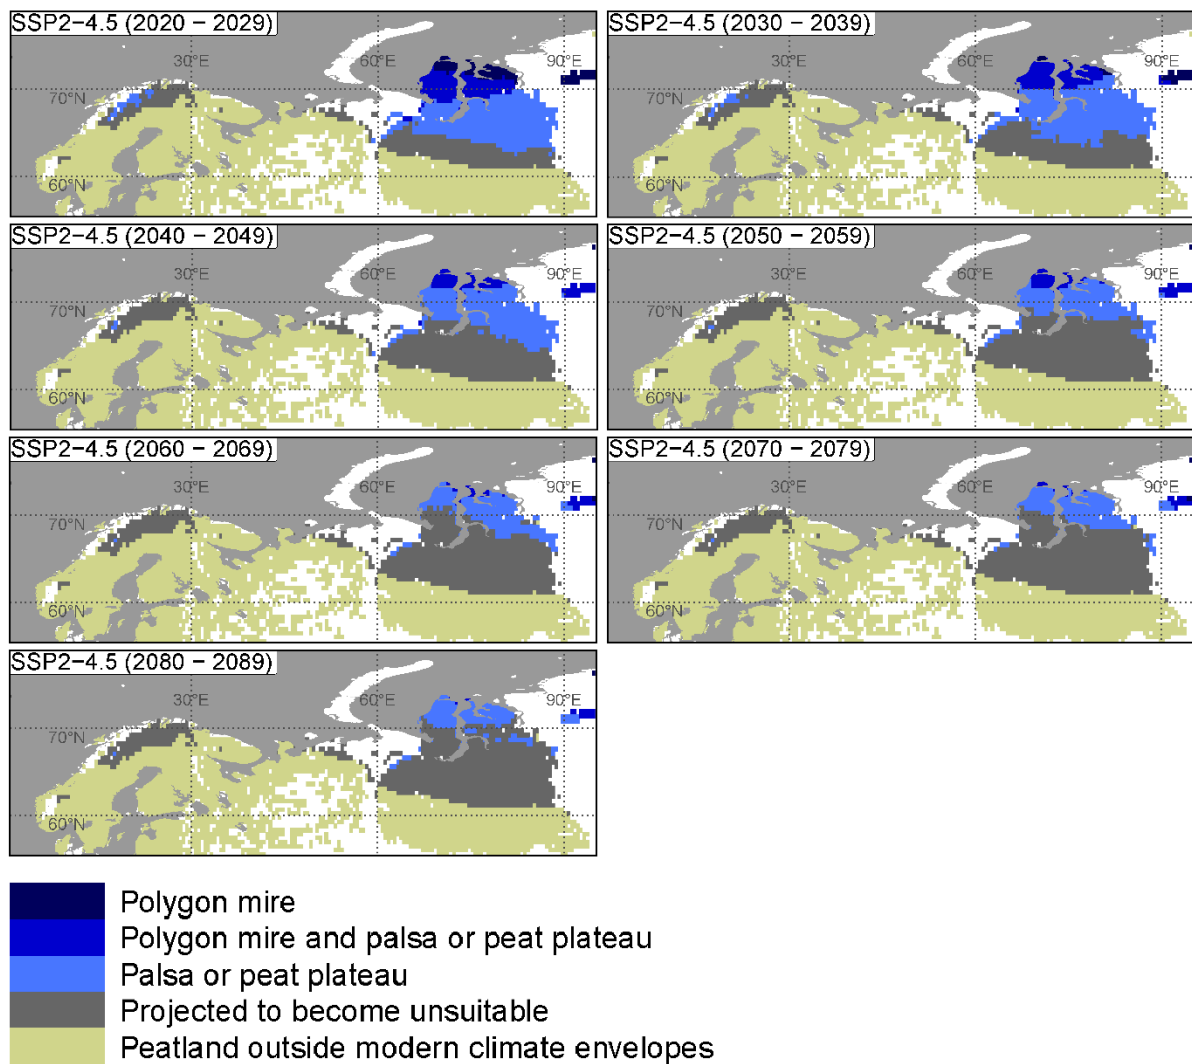 SSP2−4.5 (2020 − 2029)
30°E
60°E
90°E
70°N
60°N
SSP2−4.5 (2030 − 2039)
30°E
60°E
90°E
70°N
60°N
SSP2−4.5 (2040 − 2049)
30°E
60°E
90°E
70°N
60°N
SSP2−4.5 (2050 − 2059)
30°E
60°E
90°E
70°N
60°N
SSP2−4.5 (2060 − 2069)
30°E
60°E
90°E
70°N
60°N
SSP2−4.5 (2070 − 2079)
30°E
60°E
90°E
70°N
60°N
SSP2−4.5 (2080 − 2089)
30°E
60°E
90°E
70°N
60°N
Polygon mire
Polygon mire and palsa or peat plateau
Palsa or peat plateau
Projected to become unsuitable
Peatland outside modern climate envelopes